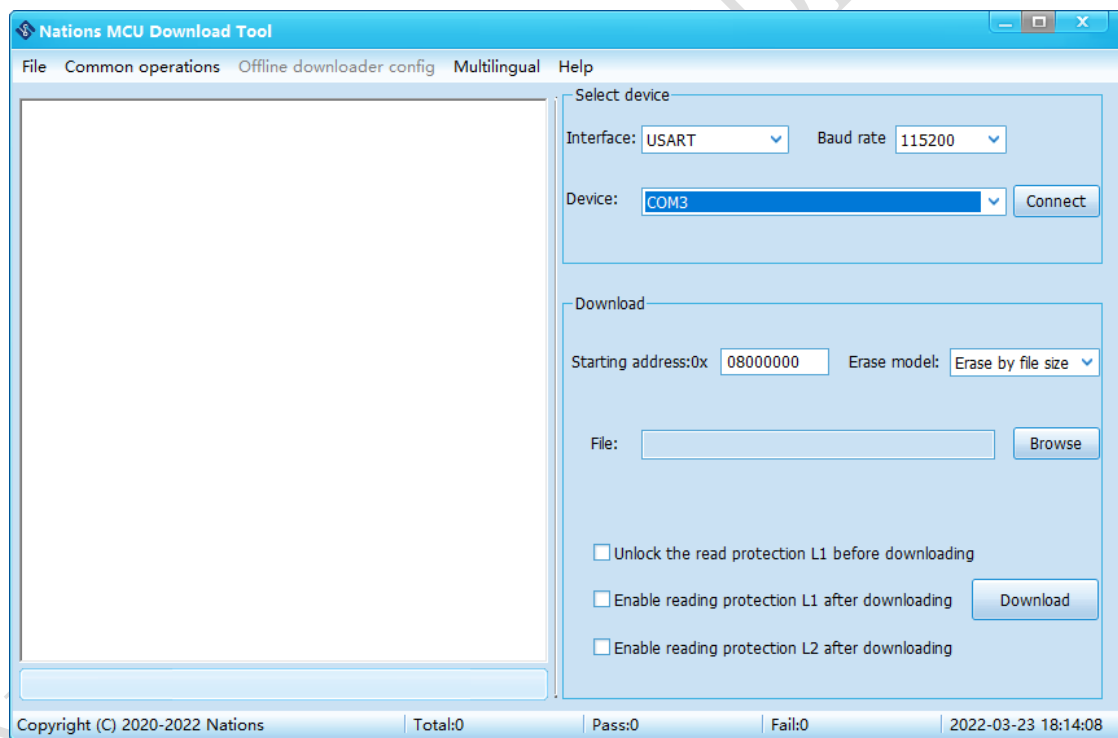 Nations MCU Download Tool
File Common operations Offline downloader config Multilingual Help
Select device
Interface: USART Baud rate 115200
Device: COM3 Connect
Download
Starting address:0x 08000000 Erase model: Erase by file size
File: Browse
Unlock the read protection L1 before downloading
Enable reading protection L1 after downloading Download
Enable reading protection L2 after downloading
Copyright (C) 2020-2022 Nations Total:0 Pass:0 Fail:0 2022-03-23 18:14:08